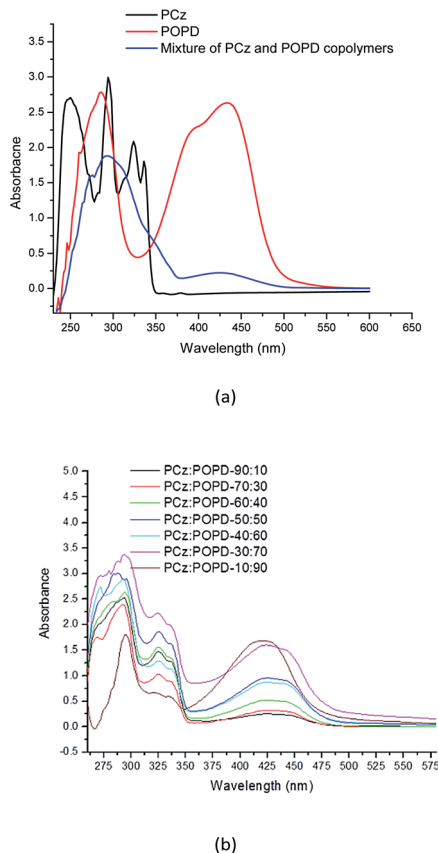 PCz
POPD
Mixture of PCz and POPD copolymers
3.5
3.0
2.5
2.0
1.5
1.0
0.5
0.0
Absorbacne
250 300 350 400 450 500 550 600 650
Wavelength (nm)
(a)
PCz:POPD-90:10
PCz:POPD-70:30
PCz:POPD-60:40
PCz:POPD-50:50
PCz:POPD-40:60
PCz:POPD-30:70
PCz:POPD-10:90
5.0
4.5
4.0
3.5
3.0
2.5
2.0
1.5
1.0
0.5
0.0
-0.5
Absorbance
275 300 325 350 375 400 425 450 475 500 525 550 575
Wavelength (nm)
(b)